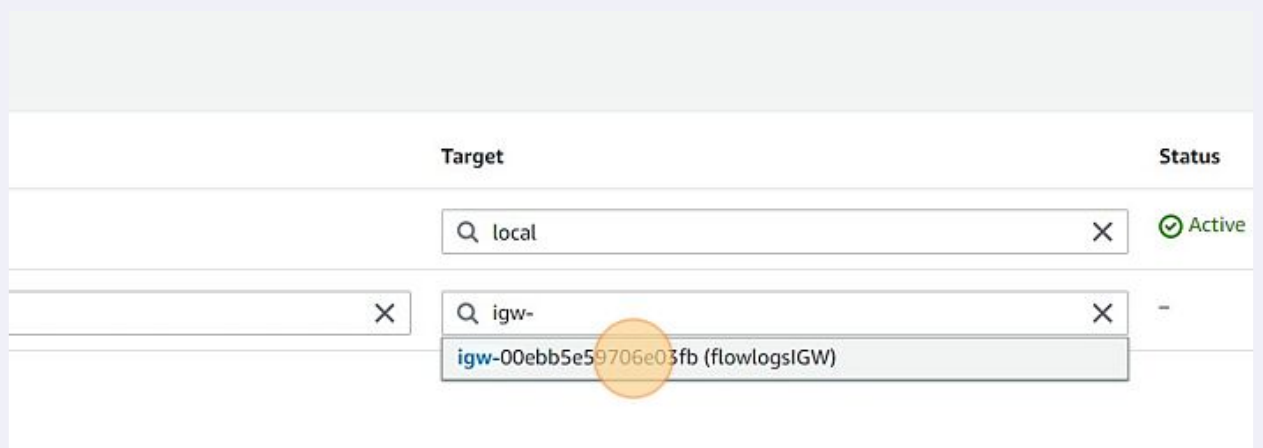 Target Status
local Active
igw- –
igw-00ebb5e59706e03fb (flowlogsIGW)